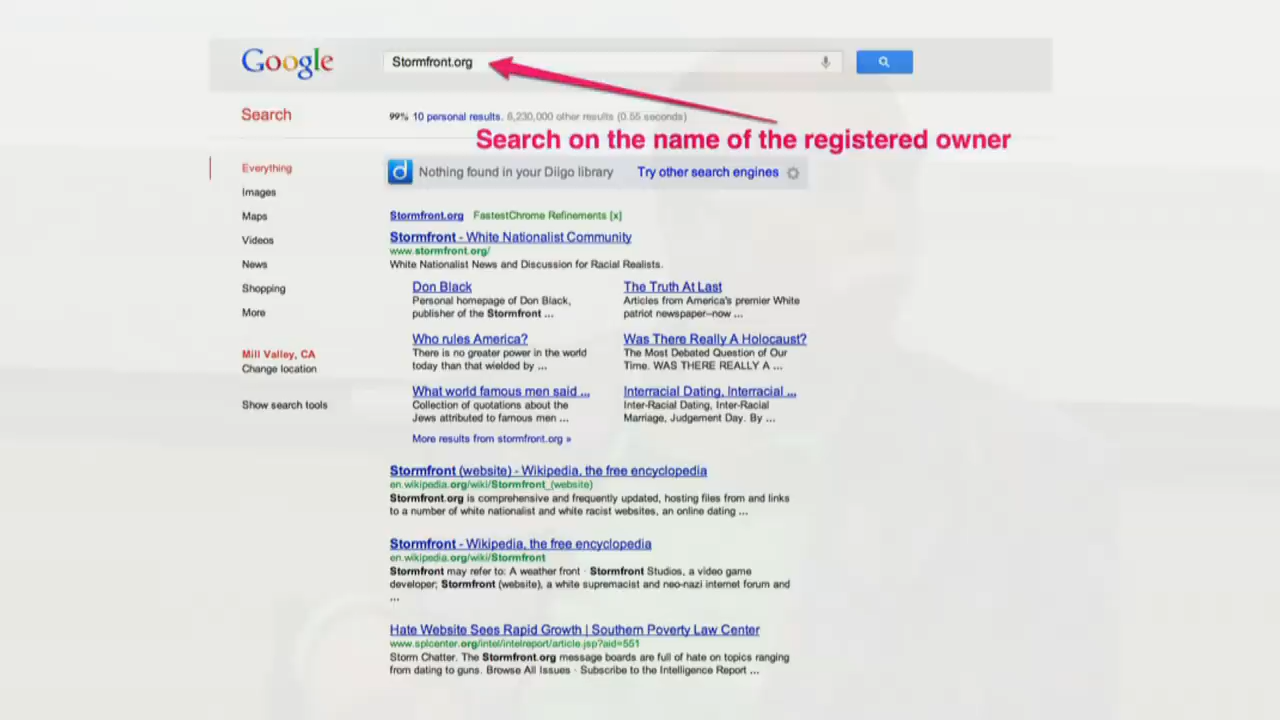 Google
Stormfront.org
Search
99% 10 personal results. 6,230,000 other results (0.55 seconds)
Search on the name of the registered owner
Nothing found in your Diigo library Try other search engines
Everything
Images
Maps
Videos
News
Shopping
More
Mill Valley, CA
Change location
Show search tools
Stormfront.org FastestChrome Refinements [x]
Stormfront - White Nationalist Community
www.stormfront.org/
White Nationalist News and Discussion for Racial Realists.
Don Black
Personal homepage of Don Black,
publisher of the Stormfront ...
The Truth At Last
Articles from America's premier White
patriot newspaper--now ...
Who rules America?
There is no greater power in the world
today than that wielded by ...
Was There Really A Holocaust?
The Most Debated Question of Our
Time. WAS THERE REALLY A ...
What world famous men said ...
Collection of quotations about the
Jews attributed to famous men ...
Interracial Dating, Interracial ...
Inter-Racial Dating, Inter-Racial
Marriage, Judgement Day. By ...
More results from stormfront.org »
Stormfront (website) - Wikipedia, the free encyclopedia
en.wikipedia.org/wiki/Stormfront_(website)
Stormfront.org is comprehensive and frequently updated, hosting files from and links
to a number of white nationalist and white racist websites, an online dating ...
Stormfront - Wikipedia, the free encyclopedia
en.wikipedia.org/wiki/Stormfront
Stormfront may refer to: A weather front · Stormfront Studios, a video game
developer; Stormfront (website), a white supremacist and neo-nazi internet forum and
...
Hate Website Sees Rapid Growth | Southern Poverty Law Center
www.splcenter.org/intel/intelreport/article.jsp?aid=551
Storm Chatter. The Stormfront.org message boards are full of hate on topics ranging
from dating to guns. Browse All Issues · Subscribe to the Intelligence Report ...